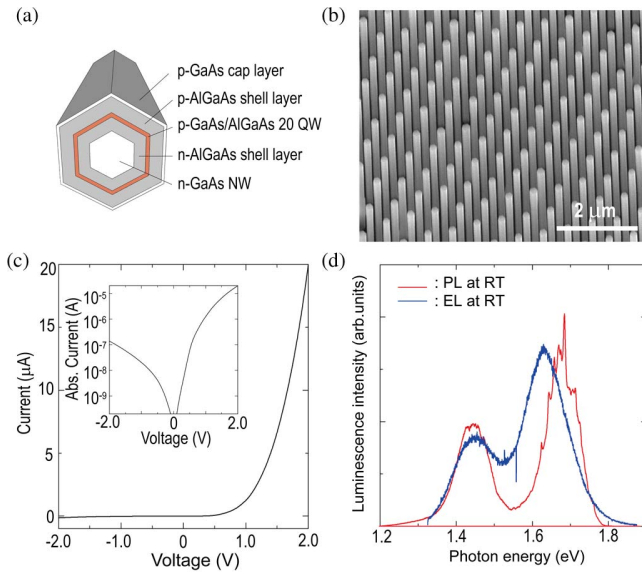 (a)
p-GaAs cap layer
p-AlGaAs shell layer
p-GaAs/AlGaAs 20 QW
n-AlGaAs shell layer
n-GaAs NW
(b)
2 μm
(c)
Current (μA)
20
15
10
5
0
-2.0
-1.0
0.0
1.0
2.0
Voltage (V)
Abs. Current (A)
10-5
10-6
10-7
10-8
10-9
-2.0
0.0
2.0
Voltage (V)
(d)
Luminescence intensity (arb.units)
: PL at RT
: EL at RT
1.2
1.4
1.6
1.8
Photon energy (eV)